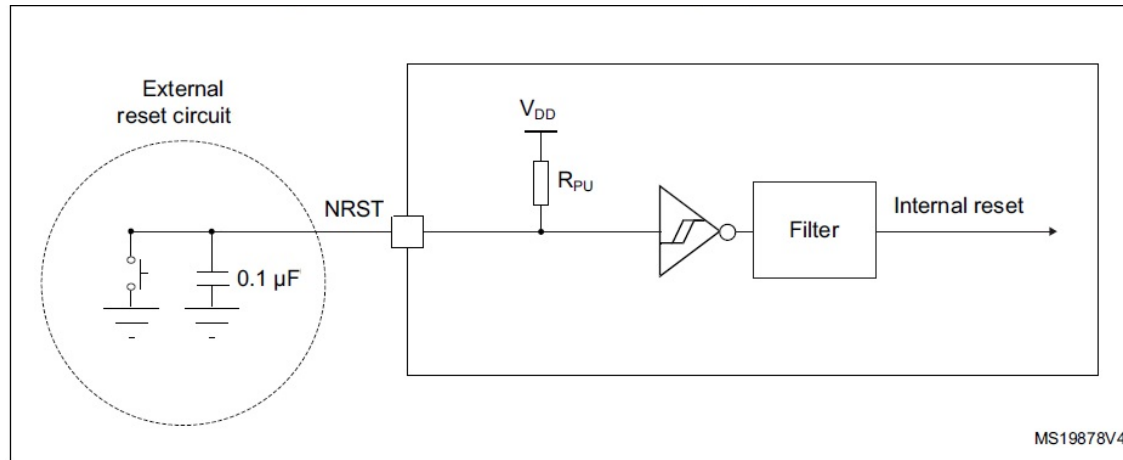 External
reset circuit
VDD
RPU
NRST
Internal reset
Filter
0.1 µF
MS19878V4